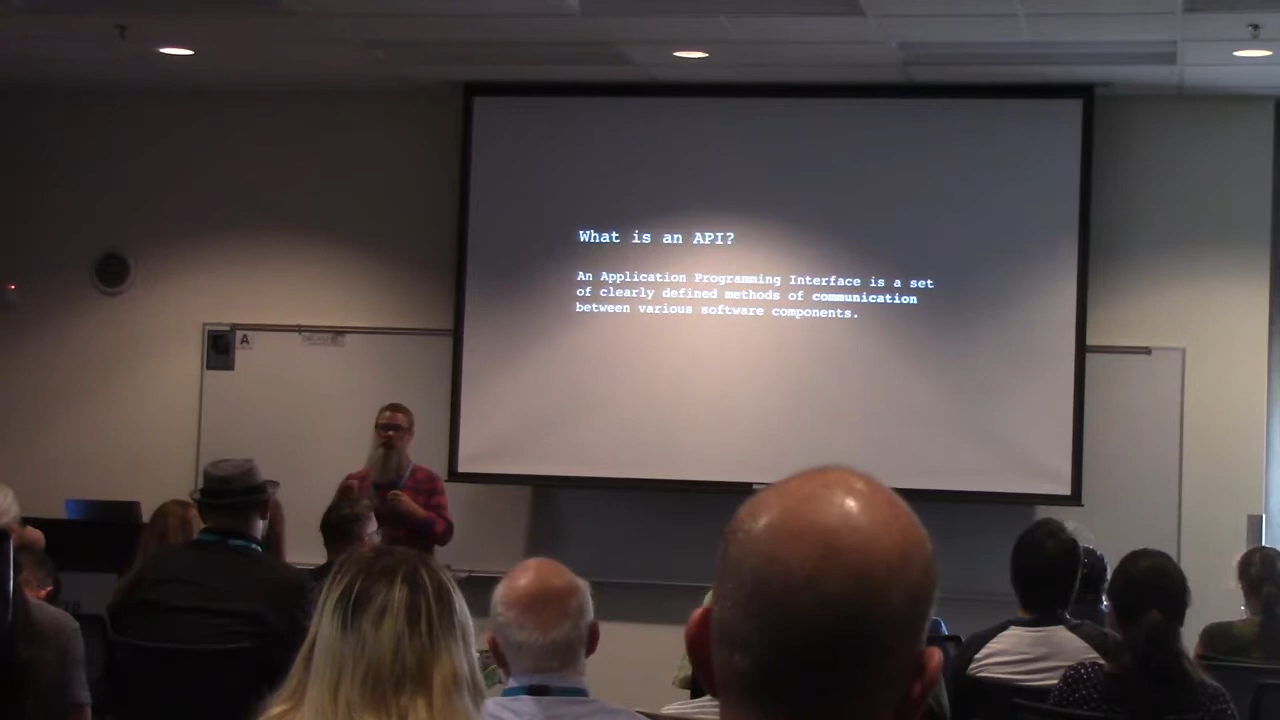 What is an API?
An Application Programming Interface is a set
of clearly defined methods of communication
between various software components.
A